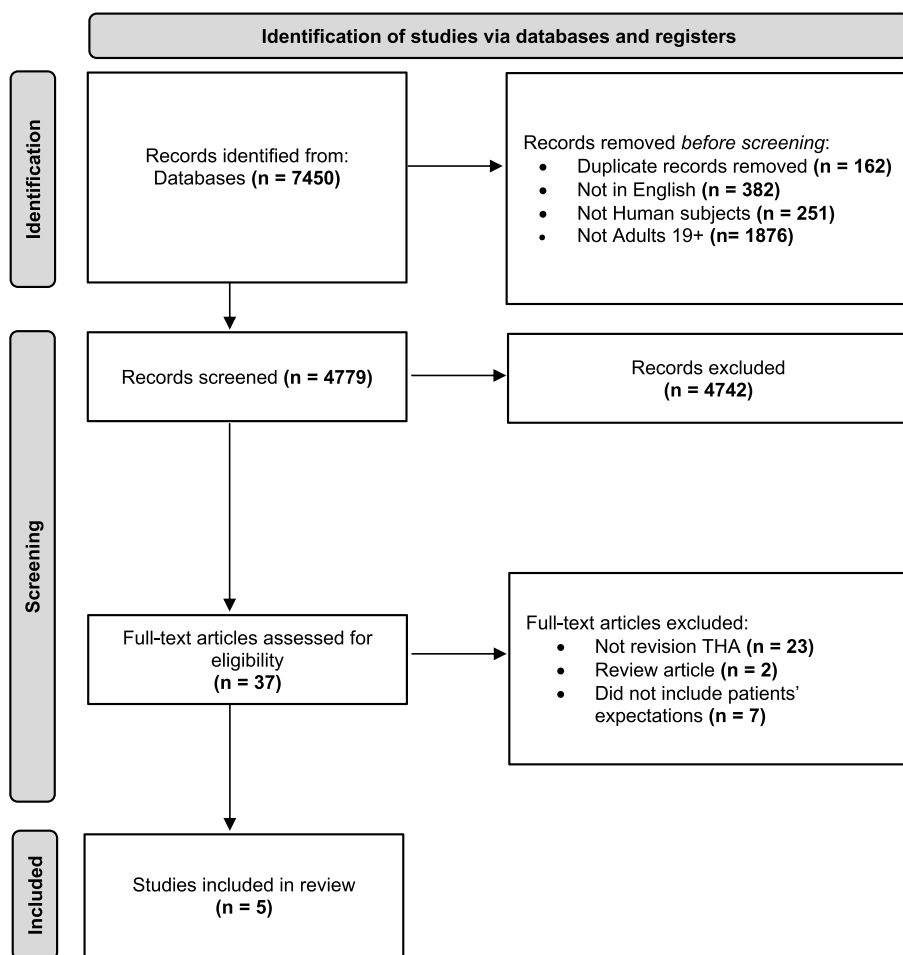 Identification of studies via databases and registers
Identification
Records identified from:
Databases (n = 7450)
Records removed before screening:
• Duplicate records removed (n = 162)
• Not in English (n = 382)
• Not Human subjects (n = 251)
• Not Adults 19+ (n= 1876)
Screening
Records screened (n = 4779)
Records excluded
(n = 4742)
Full-text articles assessed for
eligibility
(n = 37)
Full-text articles excluded:
• Not revision THA (n = 23)
• Review article (n = 2)
• Did not include patients’
expectations (n = 7)
Included
Studies included in review
(n = 5)